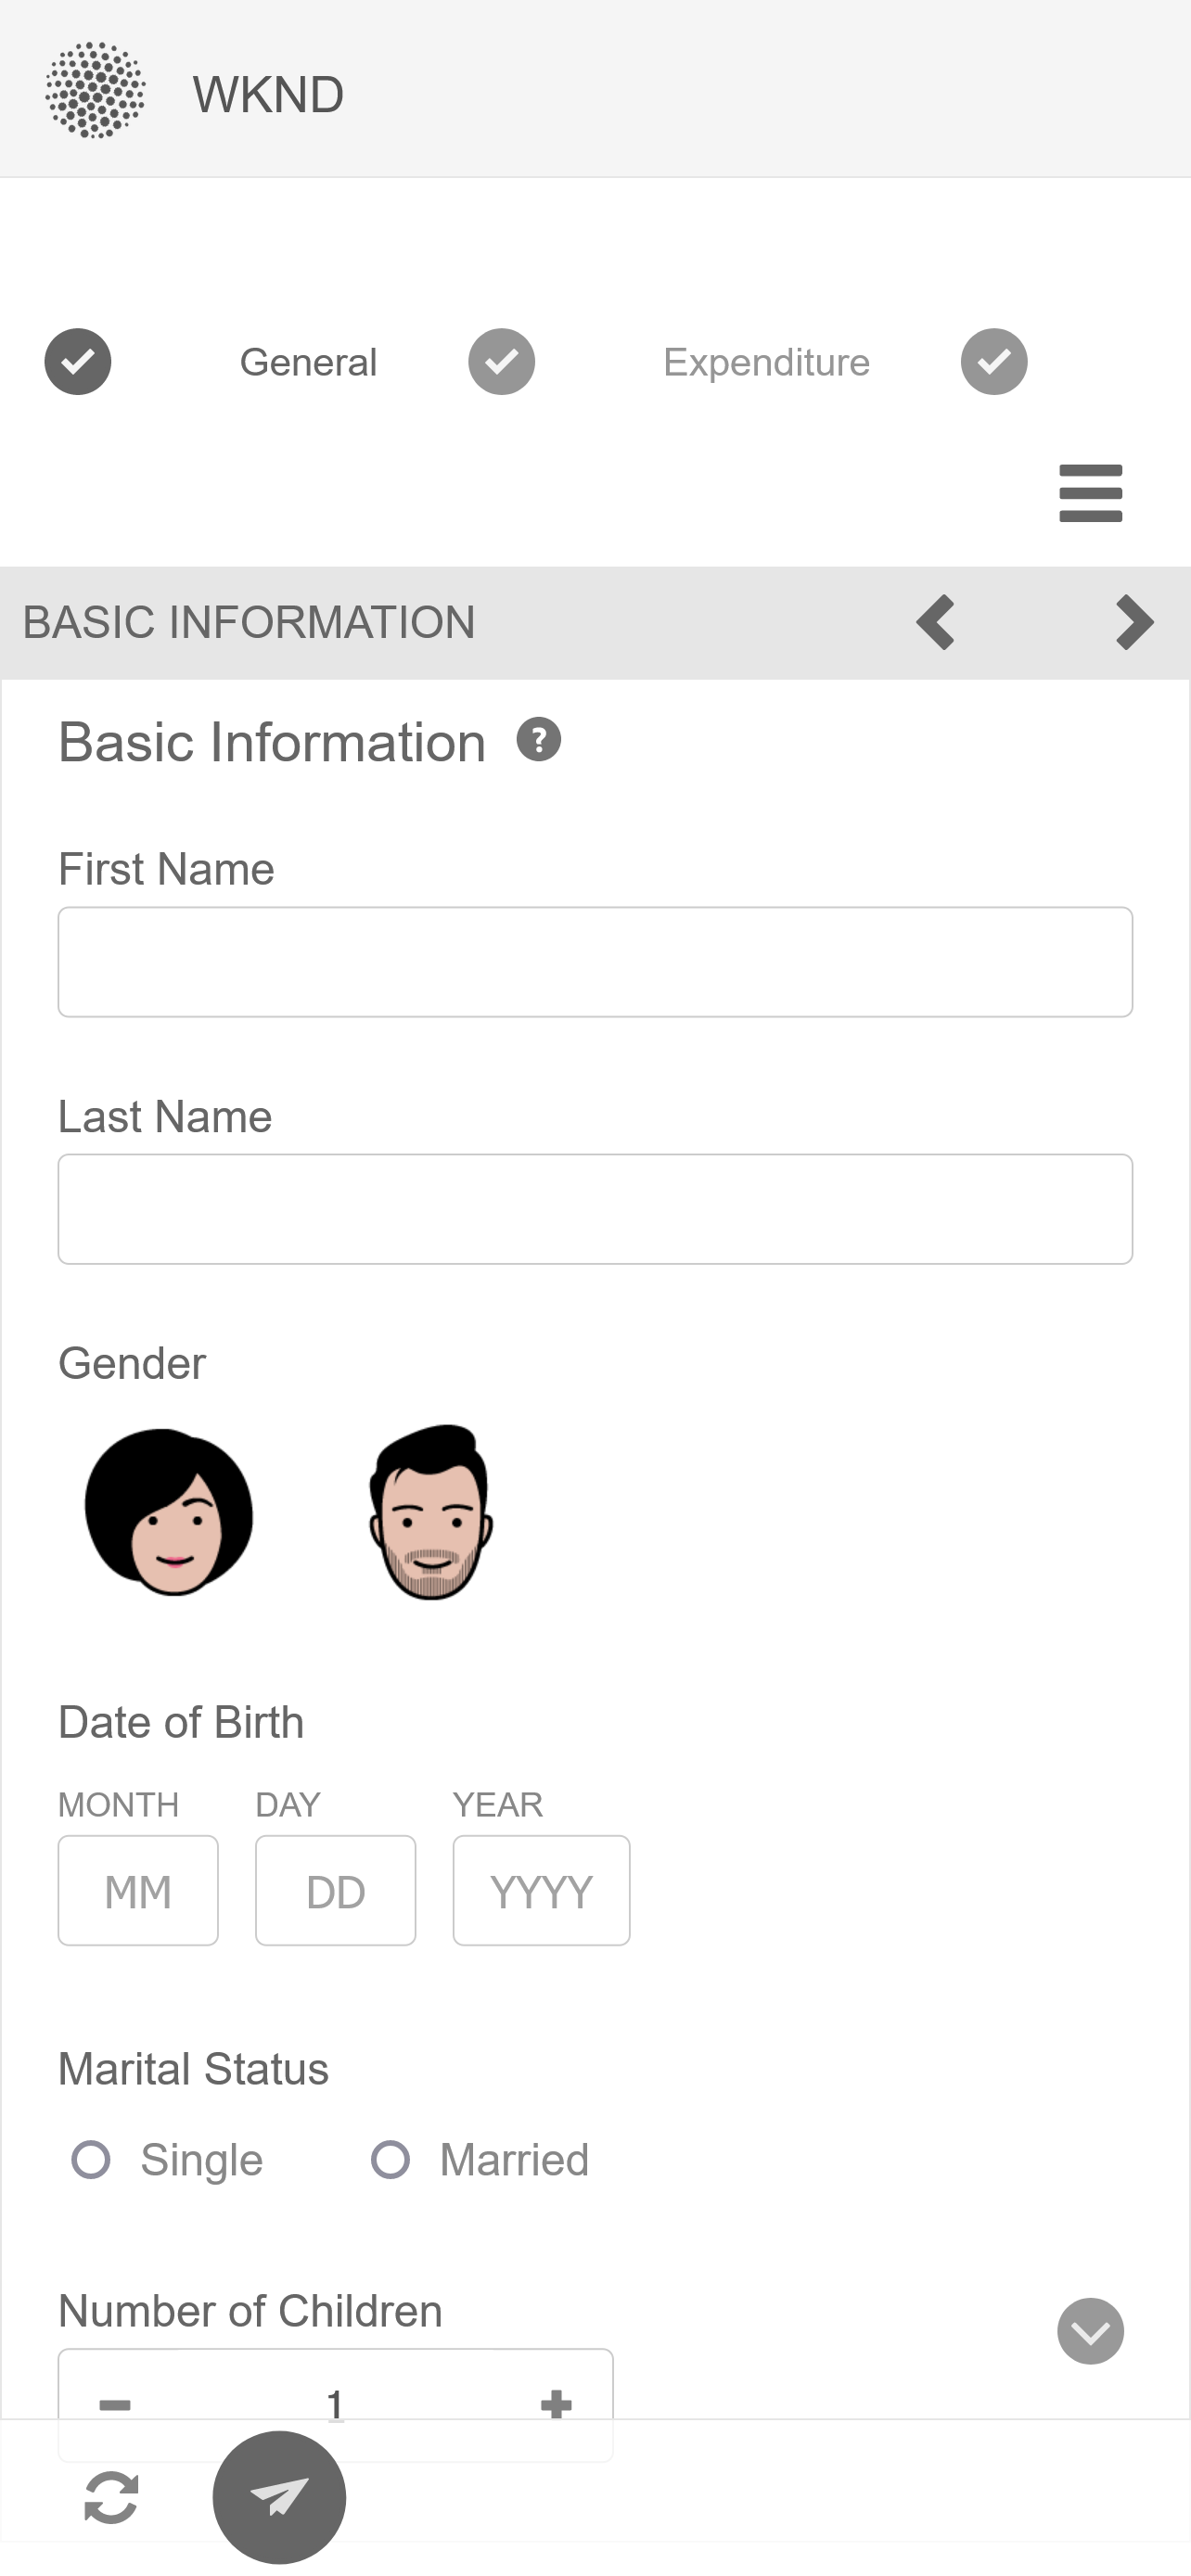 WKND
General Expenditure
BASIC INFORMATION
Basic Information ?
First Name
Last Name
Gender
Date of Birth
MONTH DAY YEAR
MM DD YYYY
Marital Status
Single Married
Number of Children
1